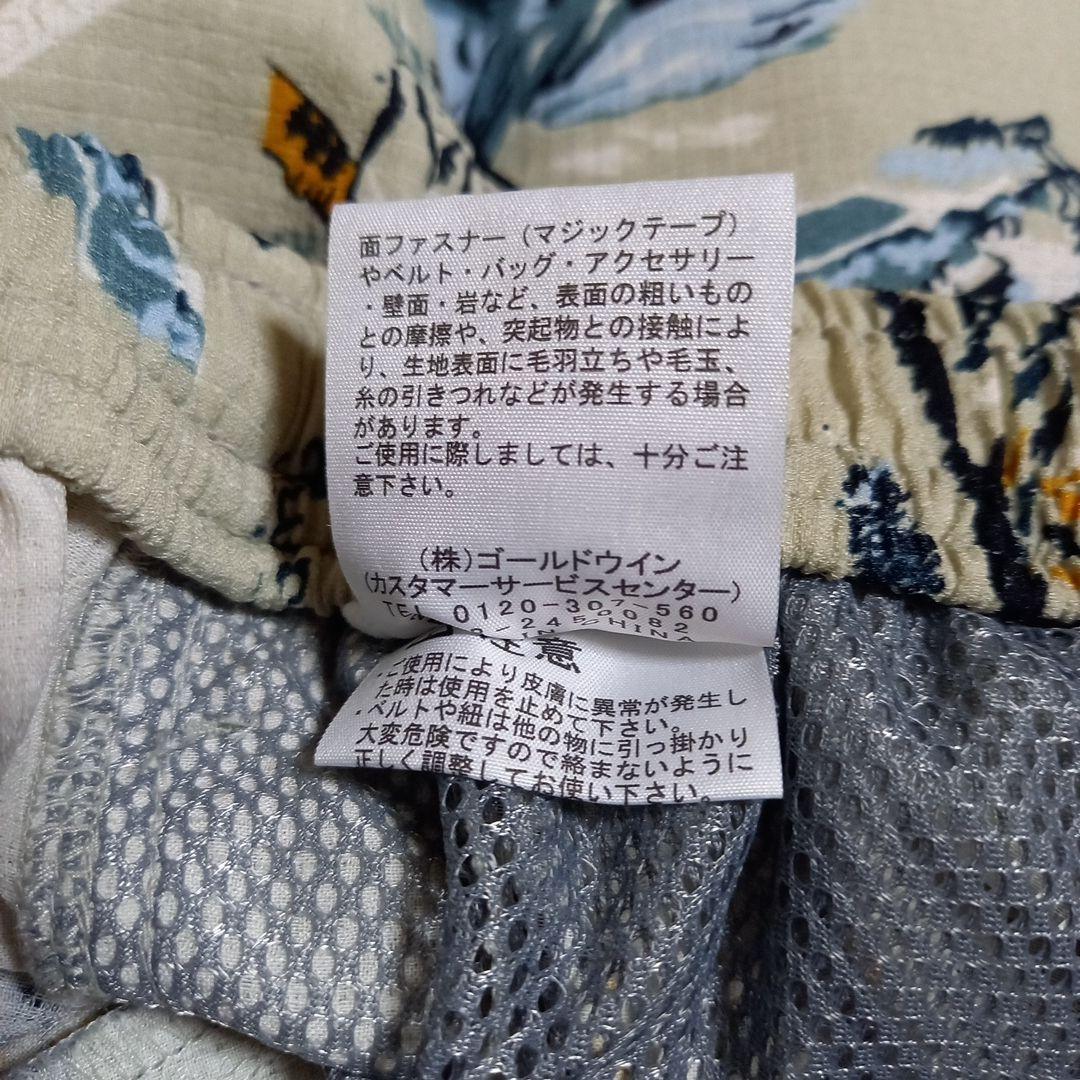 面ファスナー(マジックテープ)
やベルト・バッグ・アクセサリー
・壁面・岩など、表面の粗いもの
との摩擦や、突起物との接触によ
り、生地表面に毛羽立ちや毛玉、
糸の引きつれなどが発生する場合
があります。
ご使用に際しましては、十分ご注
意下さい。
(株)ゴールドウイン
(カスタマーサービスセンター)
TEL 0120-307-560
注意
・ご使用により皮膚に異常が発生し
た時は使用を止めて下さい。
・ベルトや紐は他の物に引っ掛かり
大変危険ですので絡まないように
正しく調整してお使い下さい。